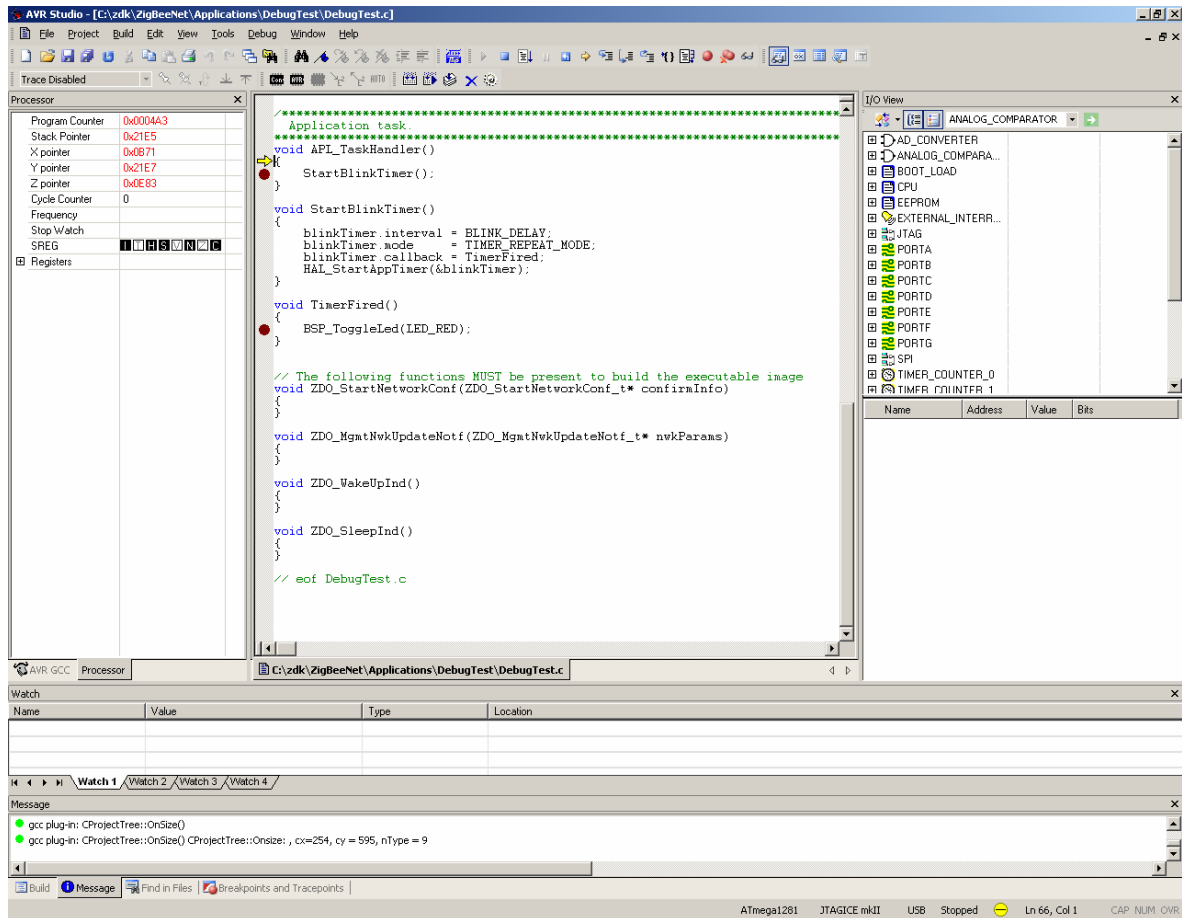 AVR Studio - [C:\zdk\ZigBeeNet\Applications\DebugTest\DebugTest.c]
File Project Build Edit View Tools Debug Window Help
Trace Disabled
Con AVR AUTO
Processor
Program Counter 0x0004A3
Stack Pointer 0x21E5
X pointer 0x0B71
Y pointer 0x21E7
Z pointer 0x0E83
Cycle Counter 0
Frequency
Stop Watch
SREG I T H S V N Z C
Registers
AVR GCC Processor
/*******************************************************************************
Application task.
*******************************************************************************
void APL_TaskHandler()
{
StartBlinkTimer();
}
void StartBlinkTimer()
{
blinkTimer.interval = BLINK_DELAY;
blinkTimer.mode     = TIMER_REPEAT_MODE;
blinkTimer.callback = TimerFired;
HAL_StartAppTimer(&blinkTimer);
}
void TimerFired()
{
BSP_ToggleLed(LED_RED);
}
// The following functions MUST be present to build the executable image
void ZDO_StartNetworkConf(ZDO_StartNetworkConf_t* confirmInfo)
{
}
void ZDO_MgmtNwkUpdateNotf(ZDO_MgmtNwkUpdateNotf_t* nwkParams)
{
}
void ZDO_WakeUpInd()
{
}
void ZDO_SleepInd()
{
}
// eof DebugTest.c
C:\zdk\ZigBeeNet\Applications\DebugTest\DebugTest.c
I/O View
ANALOG_COMPARATOR
AD_CONVERTER
ANALOG_COMPARA...
BOOT_LOAD
CPU
EEPROM
EXTERNAL_INTERR...
JTAG
PORTA
PORTB
PORTC
PORTD
PORTE
PORTF
PORTG
SPI
TIMER_COUNTER_0
TIMER_COUNTER_1
Name Address Value Bits
Watch
Name Value Type Location
Watch 1 Watch 2 Watch 3 Watch 4
Message
gcc plug-in: CProjectTree::OnSize()
gcc plug-in: CProjectTree::OnSize() CProjectTree::Onsize: , cx=254, cy = 595, nType = 9
Build Message Find in Files Breakpoints and Tracepoints
ATmega1281 JTAGICE mkII USB Stopped Ln 66, Col 1 CAP NUM OVR